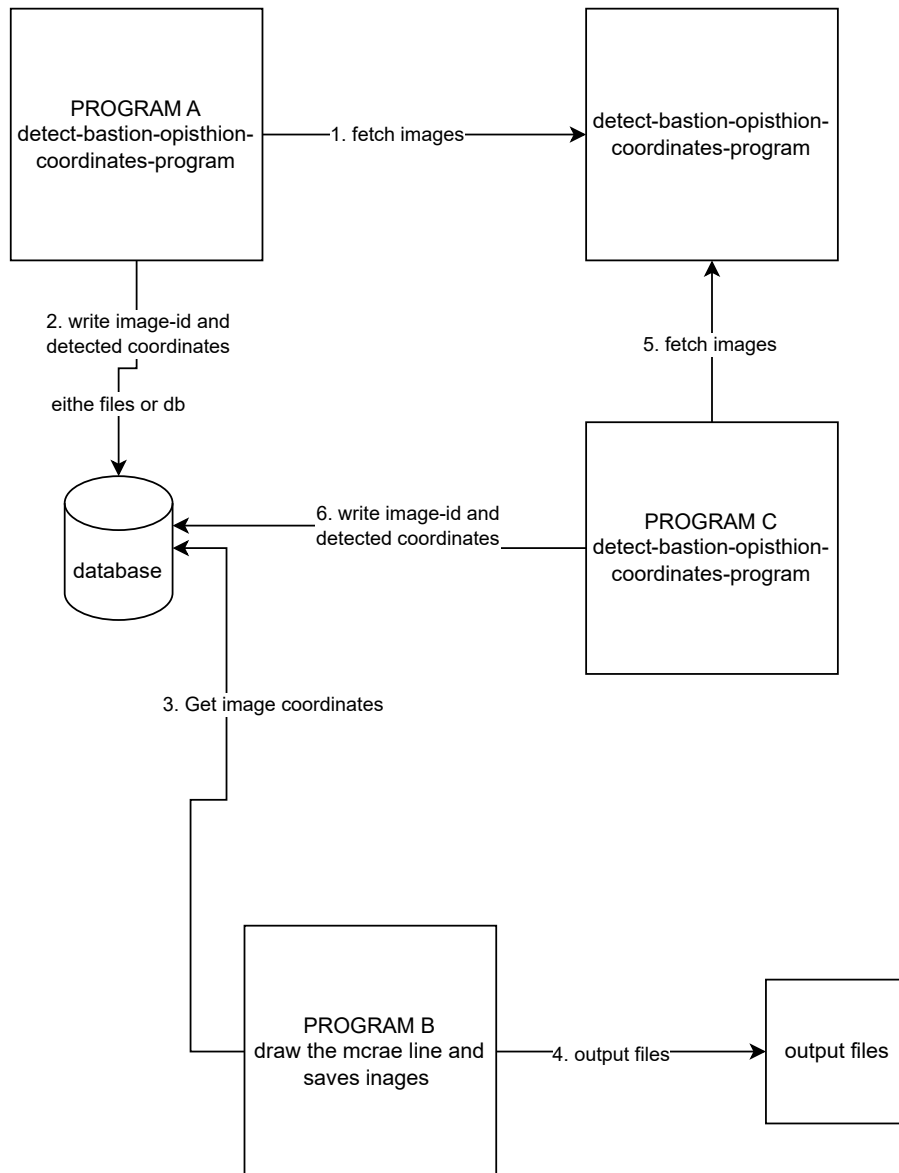 PROGRAM A
detect-bastion-opisthion-
coordinates-program
1. fetch images
detect-bastion-opisthion-
coordinates-program
2. write image-id and
detected coordinates
eithe files or db
5. fetch images
database
6. write image-id and
detected coordinates
PROGRAM C
detect-bastion-opisthion-
coordinates-program
3. Get image coordinates
PROGRAM B
draw the mcrae line and
saves inages
4. output files
output files